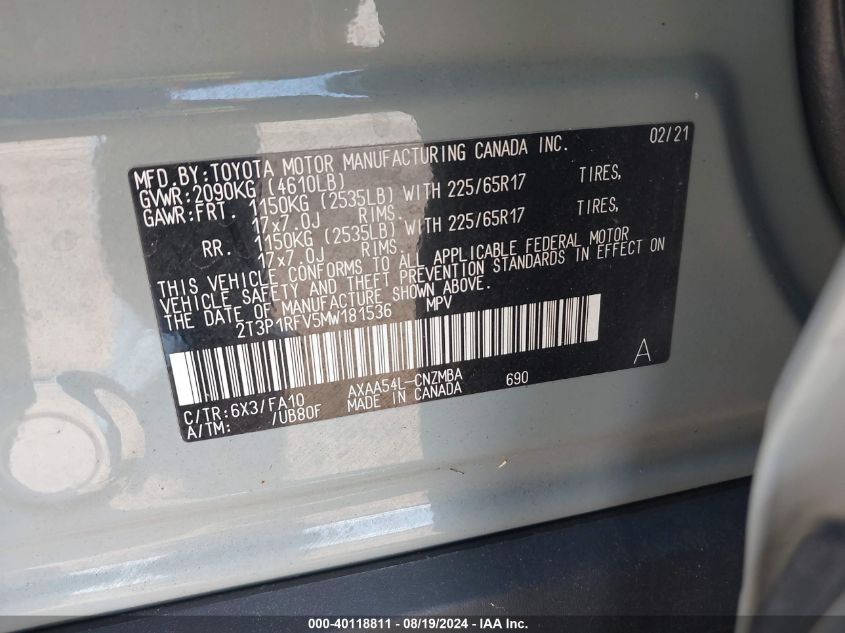 MFD.BY:TOYOTA MOTOR MANUFACTURING CANADA INC. 02/21
GVWR:2090KG (4610LB)
GAWR:FRT. 1150KG (2535LB) WITH 225/65R17 TIRES,
17x7.0J RIMS.
RR. 1150KG (2535LB) WITH 225/65R17 TIRES,
17x7.0J RIMS.
THIS VEHICLE CONFORMS TO ALL APPLICABLE FEDERAL MOTOR
VEHICLE SAFETY AND THEFT PREVENTION STANDARDS IN EFFECT ON
THE DATE OF MANUFACTURE SHOWN ABOVE.
2T3P1RFV5MW181536 MPV
C/TR:6X3/FA10 AXAA54L-CNZMBA 690 A
A/TM: /UB80F MADE IN CANADA
000-40118811 - 08/19/2024 - IAA Inc.